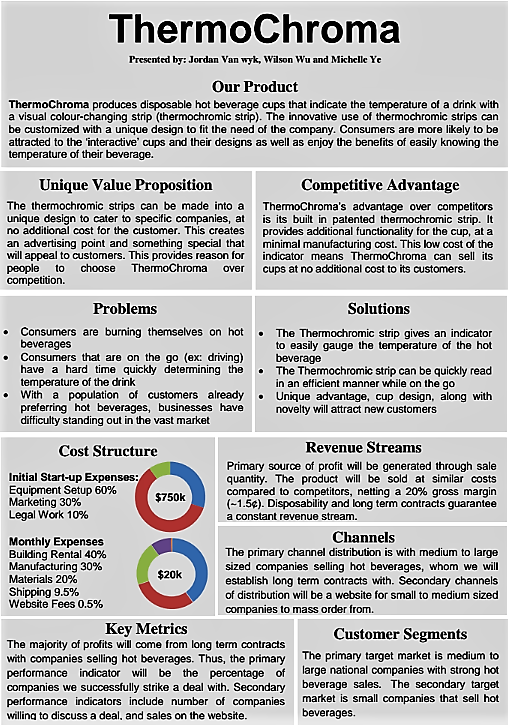 ThermoChroma
Presented by: Jordan Van wyk, Wilson Wu and Michelle Ye
Our Product
ThermoChroma produces disposable hot beverage cups that indicate the temperature of a drink with
a visual colour-changing strip (thermochromic strip). The innovative use of thermochromic strips can
be customized with a unique design to fit the need of the company. Consumers are more likely to be
attracted to the 'interactive' cups and their designs as well as enjoy the benefits of easily knowing the
temperature of their beverage.
Unique Value Proposition
The thermochromic strips can be made into a
unique design to cater to specific companies, at
no additional cost for the customer. This creates
an advertising point and something special that
will appeal to customers. This provides reason for
people to choose ThermoChroma over
competition.
Competitive Advantage
ThermoChroma's advantage over competitors
is its built in patented thermochromic strip. It
provides additional functionality for the cup, at a
minimal manufacturing cost. This low cost of the
indicator means ThermoChroma can sell its
cups at no additional cost to its customers.
Problems
• Consumers are burning themselves on hot
beverages
• Consumers that are on the go (ex: driving)
have a hard time quickly determining the
temperature of the drink
• With a population of customers already
preferring hot beverages, businesses have
difficulty standing out in the vast market
Solutions
• The Thermochromic strip gives an indicator
to easily gauge the temperature of the hot
beverage
• The Thermochromic strip can be quickly read
in an efficient manner while on the go
• Unique advantage, cup design, along with
novelty will attract new customers
Cost Structure
Initial Start-up Expenses:
Equipment Setup 60%
Marketing 30%
Legal Work 10%
$750k
Monthly Expenses
Building Rental 40%
Manufacturing 30%
Materials 20%
Shipping 9.5%
Website Fees 0.5%
$20k
Revenue Streams
Primary source of profit will be generated through sale
quantity. The product will be sold at similar costs
compared to competitors, netting a 20% gross margin
(~1.5¢). Disposability and long term contracts guarantee
a constant revenue stream.
Channels
The primary channel distribution is with medium to large
sized companies selling hot beverages, whom we will
establish long term contracts with. Secondary channels
of distribution will be a website for small to medium sized
companies to mass order from.
Key Metrics
The majority of profits will come from long term contracts
with companies selling hot beverages. Thus, the primary
performance indicator will be the percentage of
companies we successfully strike a deal with. Secondary
performance indicators include number of companies
willing to discuss a deal, and sales on the website.
Customer Segments
The primary target market is medium to
large national companies with strong hot
beverage sales. The secondary target
market is small companies that sell hot
beverages.